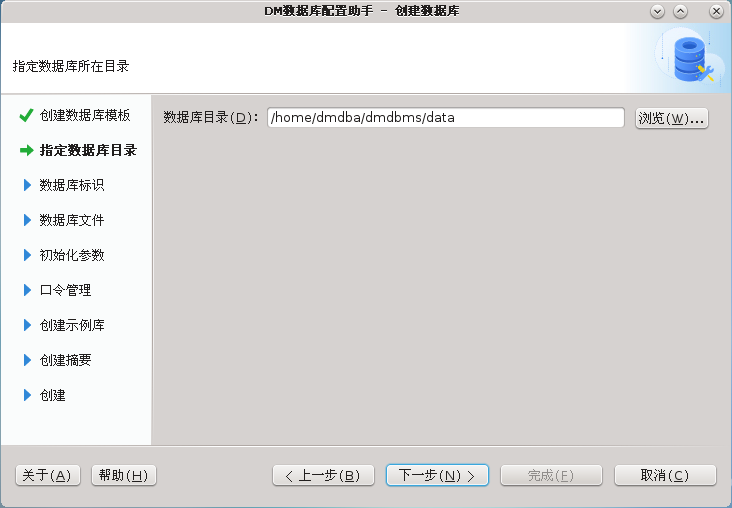 DM数据库配置助手 - 创建数据库
指定数据库所在目录
创建数据库模板
指定数据库目录
数据库标识
数据库文件
初始化参数
口令管理
创建示例库
创建摘要
创建
数据库目录(D): /home/dmdba/dmdbms/data 浏览(W)...
关于(A) 帮助(H) < 上一步(B) 下一步(N) > 完成(F) 取消(C)